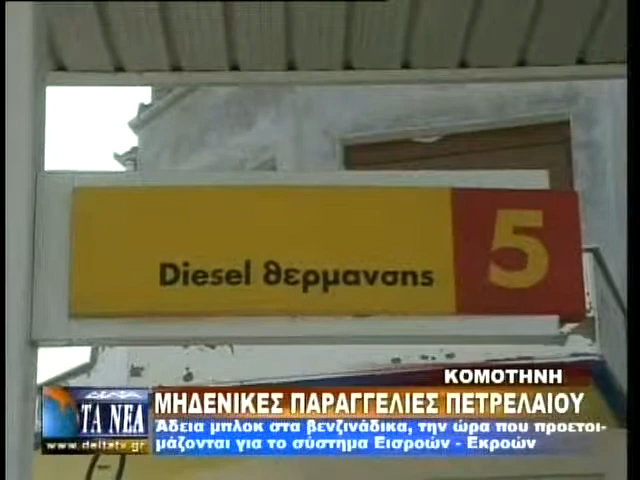 Diesel θερμανσης
5
ΚΟΜΟΤΗΝΗ
ΤΑ ΝΕΑ
ΜΗΔΕΝΙΚΕΣ ΠΑΡΑΓΓΕΛΙΕΣ ΠΕΤΡΕΛΑΙΟΥ
Άδεια μπλοκ στα βενζινάδικα, την ώρα που προετοι-
μάζονται για το σύστημα Εισροών - Εκροών
www.deltatv.gr